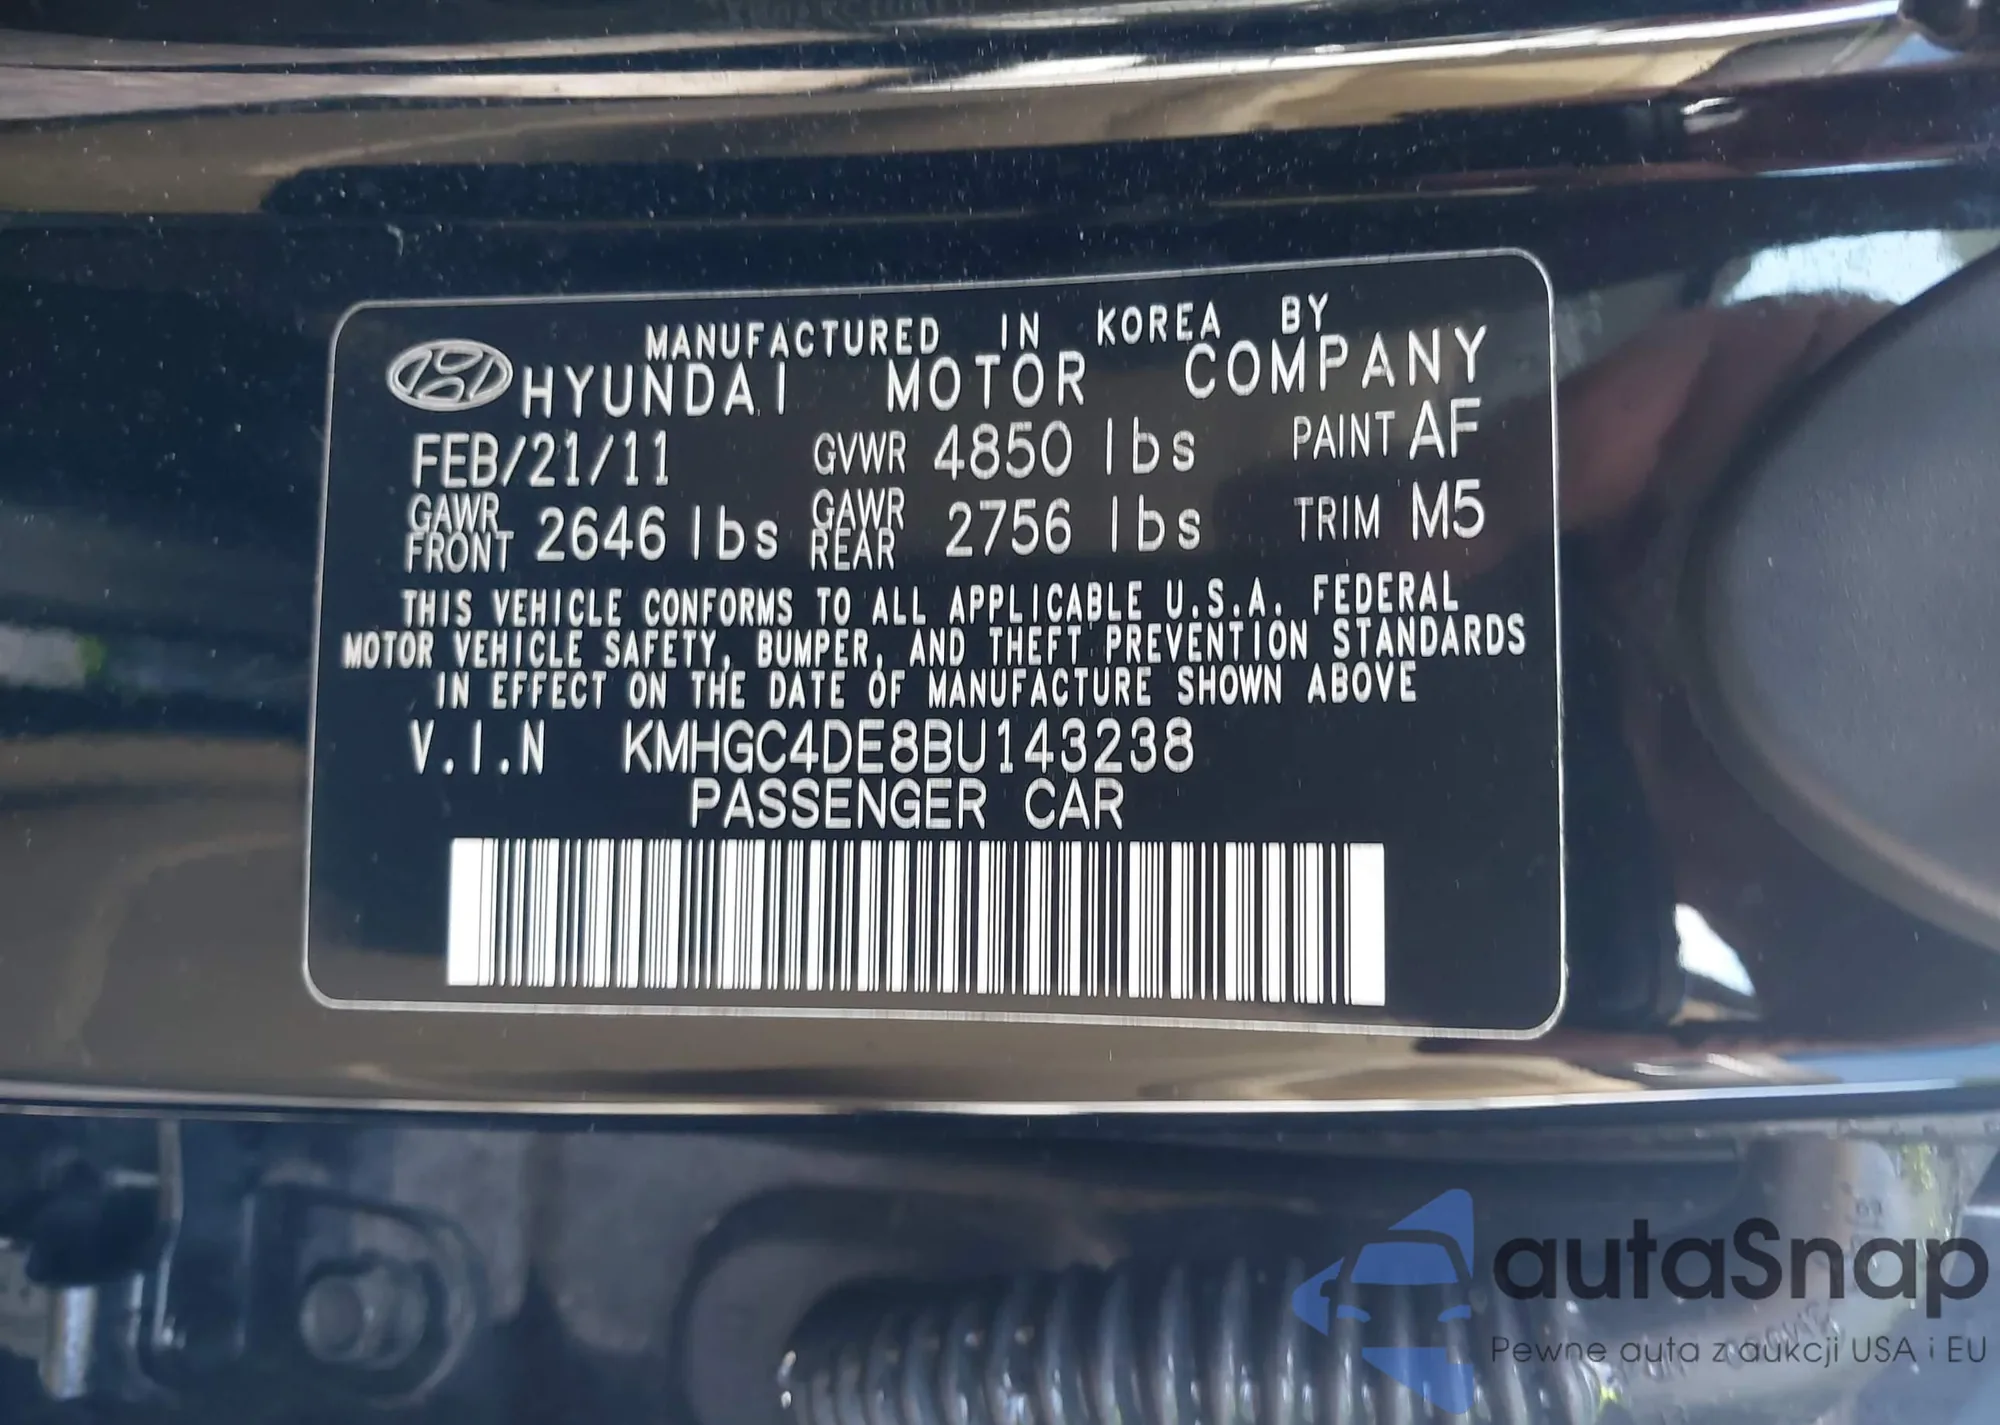 MANUFACTURED IN KOREA BY
HYUNDAI MOTOR COMPANY
FEB/21/11 GVWR 4850 lbs PAINT AF
GAWR FRONT 2646 lbs GAWR REAR 2756 lbs TRIM M5
THIS VEHICLE CONFORMS TO ALL APPLICABLE U.S.A. FEDERAL
MOTOR VEHICLE SAFETY, BUMPER, AND THEFT PREVENTION STANDARDS
IN EFFECT ON THE DATE OF MANUFACTURE SHOWN ABOVE
V.I.N KMHGC4DE8BU143238
PASSENGER CAR
autaSnap
Pewne auta z aukcji USA i EU